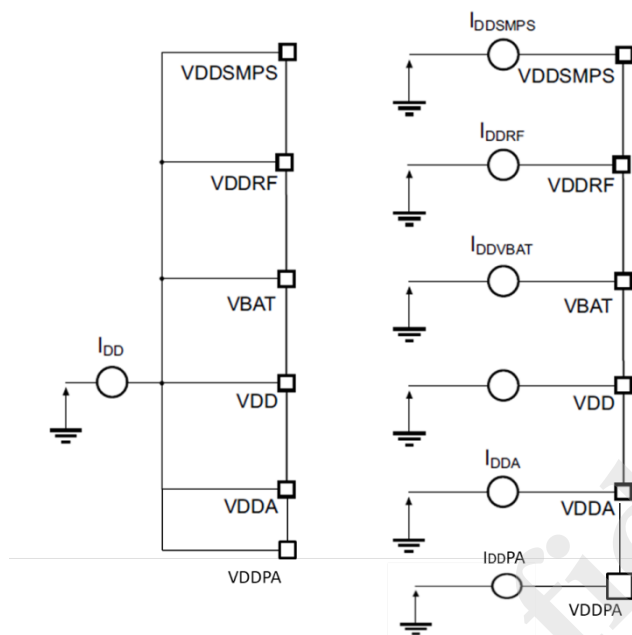 IDDSMPS
VDDSMPS
VDDSMPS
IDDRF
VDDRF
VDDRF
IDDVBAT
VBAT
VBAT
IDD
VDD
VDD
IDDA
VDDA
VDDA
IDDPA
VDDPA
VDDPA